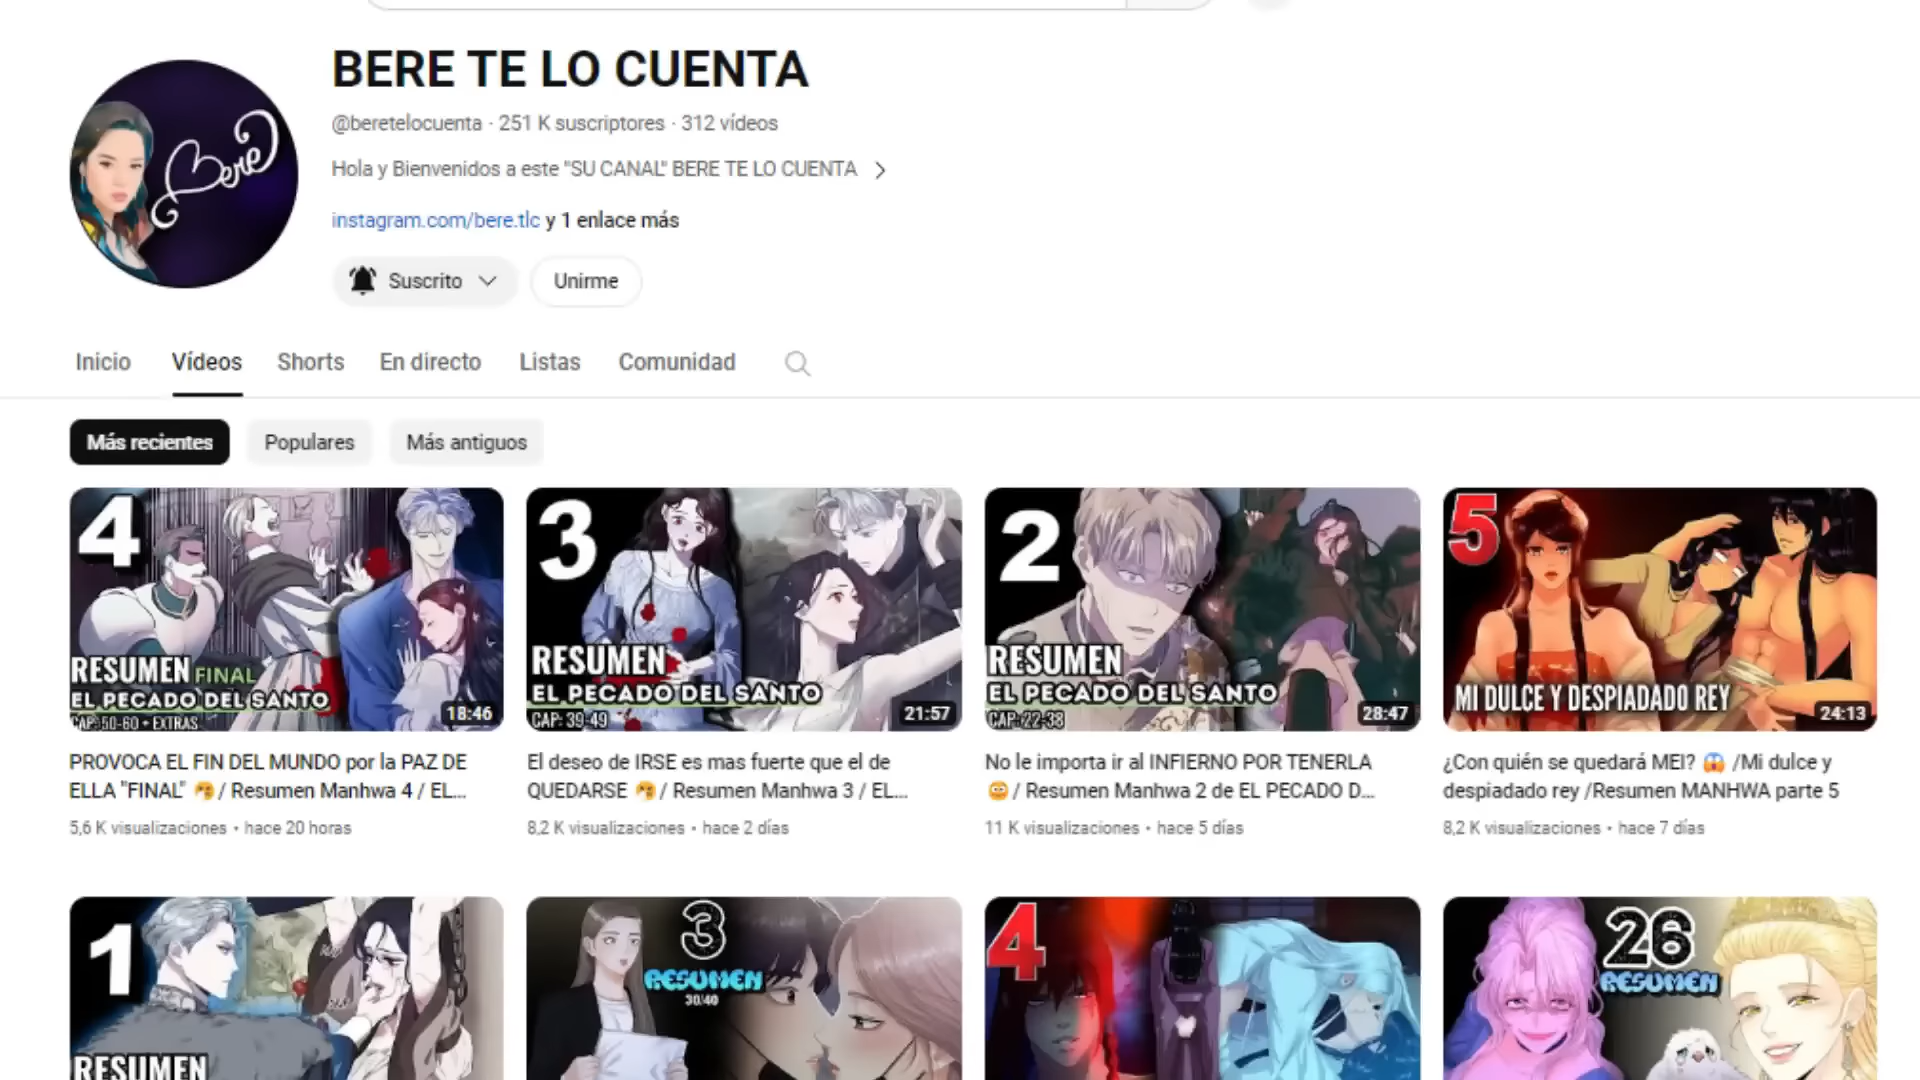 BERE TE LO CUENTA
Bere
@beretelocuenta · 251 K suscriptores · 312 vídeos
Hola y Bienvenidos a este "SU CANAL" BERE TE LO CUENTA
instagram.com/bere.tlc y 1 enlace más
Suscrito
Unirme
Inicio
Vídeos
Shorts
En directo
Listas
Comunidad
Más recientes
Populares
Más antiguos
4
RESUMEN FINAL
EL PECADO DEL SANTO
CAP: 50-60 + EXTRAS
18:46
PROVOCA EL FIN DEL MUNDO por la PAZ DE
ELLA "FINAL" 🤧 / Resumen Manhwa 4 / EL...
5,6 K visualizaciones • hace 20 horas
3
RESUMEN
EL PECADO DEL SANTO
CAP: 39-49
21:57
El deseo de IRSE es mas fuerte que el de
QUEDARSE 🤧 / Resumen Manhwa 3 / EL...
8,2 K visualizaciones • hace 2 días
2
RESUMEN
EL PECADO DEL SANTO
CAP: 22-38
28:47
No le importa ir al INFIERNO POR TENERLA
😳 / Resumen Manhwa 2 de EL PECADO D...
11 K visualizaciones • hace 5 días
5
MI DULCE Y DESPIADADO REY
24:13
¿Con quién se quedará MEI? 😱 /Mi dulce y
despiadado rey /Resumen MANHWA parte 5
8,2 K visualizaciones • hace 7 días
1
RESUMEN
3
RESUMEN
30/40
4
26
RESUMEN